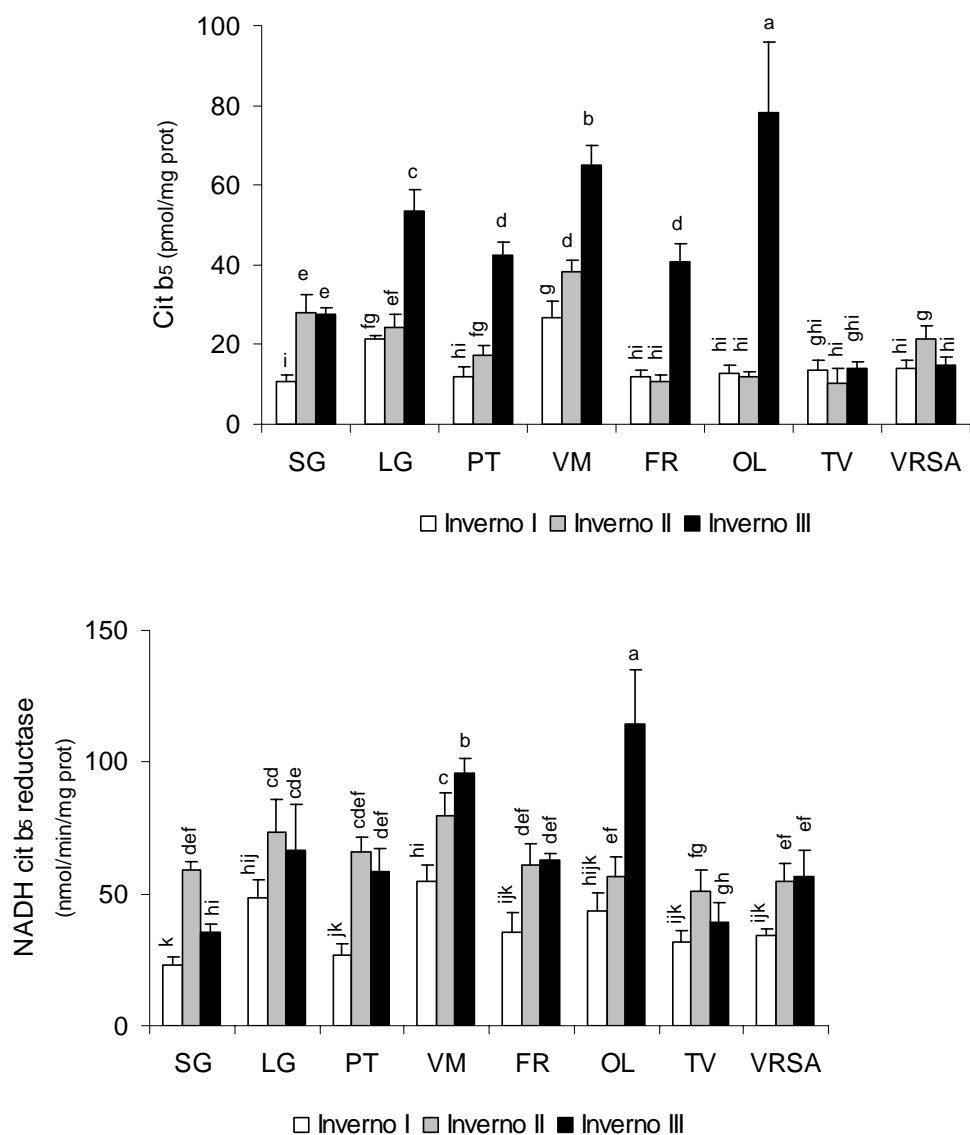 Cit b5 (pmol/mg prot)
100
80
60
40
20
0
i e e
fg ef c
hi fg d
g d b
hi hi d
hi hi a
ghi hi ghi
hi g hi
SG LG PT VM FR OL TV VRSA
Inverno I Inverno II Inverno III
NADH cit b5 reductase
(nmol/min/mg prot)
150
100
50
0
k def hi
hij cd cde
jk cdef def
hi c b
ijk def def
hijk ef a
ijk fg gh
ijk ef ef
SG LG PT VM FR OL TV VRSA
Inverno I Inverno II Inverno III